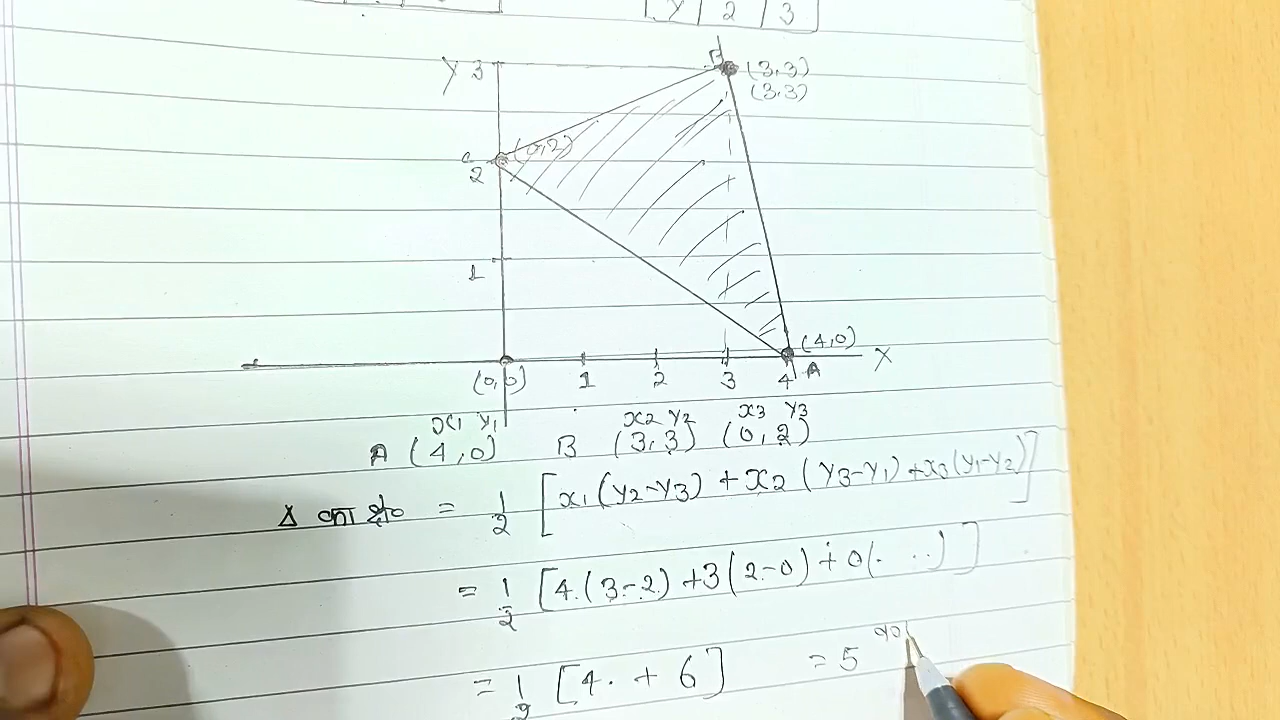 Y 2 3
Y 3
B (3,3)
(3,3)
(0,2)
2
1
(4,0)
(0,0) 1 2 3 4 A X
x1 y1 x2 y2 x3 y3
A (4,0) B (3,3) (0,2)
Δ का क्षे० = 1/2 [x1(y2-y3) + x2 (y3-y1) + x3(y1-y2)]
= 1/2 [4.(3-2) +3(2-0) + 0(. ..)]
= 1/2 [4. + 6] = 5